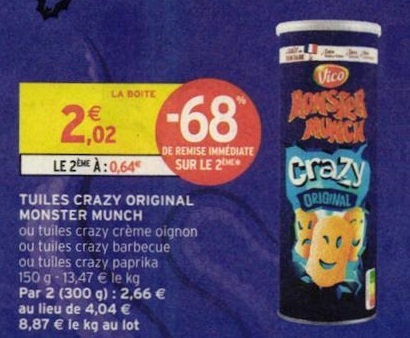 LA BOITE
2,02 €
-68%
DE REMISE IMMÉDIATE
SUR LE 2ÈME*
LE 2ÈME À : 0,64€
TUILES CRAZY ORIGINAL
MONSTER MUNCH
ou tuiles crazy crème oignon
ou tuiles crazy barbecue
ou tuiles crazy paprika
150 g - 13,47 € le kg
Par 2 (300 g) : 2,66 €
au lieu de 4,04 €
8,87 € le kg au lot
Vico
MONSTER
MUNCH
Crazy
ORIGINAL